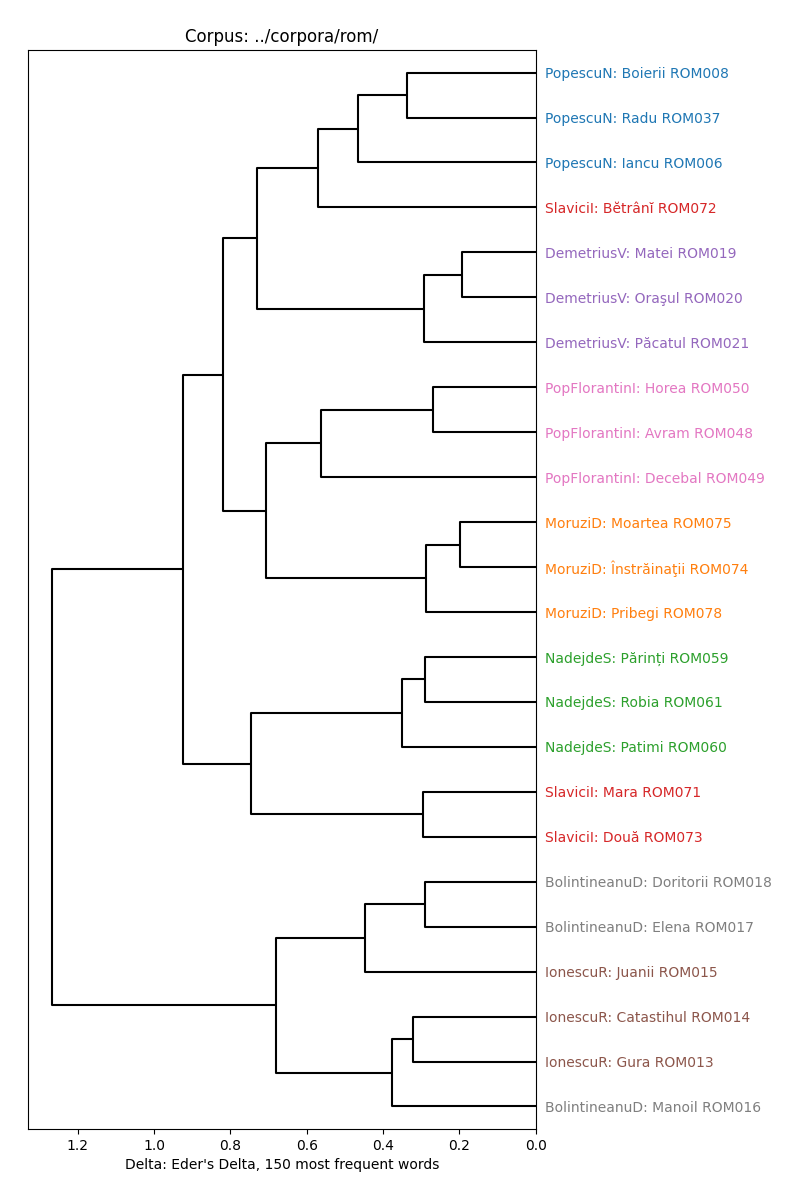 Corpus: ../corpora/rom/
PopescuN: Boierii ROM008
PopescuN: Radu ROM037
PopescuN: Iancu ROM006
SlaviciI: Bĕtrânĭ ROM072
DemetriusV: Matei ROM019
DemetriusV: Oraşul ROM020
DemetriusV: Păcatul ROM021
PopFlorantinI: Horea ROM050
PopFlorantinI: Avram ROM048
PopFlorantinI: Decebal ROM049
MoruziD: Moartea ROM075
MoruziD: Înstrăinaţii ROM074
MoruziD: Pribegi ROM078
NadejdeS: Părinți ROM059
NadejdeS: Robia ROM061
NadejdeS: Patimi ROM060
SlaviciI: Mara ROM071
SlaviciI: Două ROM073
BolintineanuD: Doritorii ROM018
BolintineanuD: Elena ROM017
IonescuR: Juanii ROM015
IonescuR: Catastihul ROM014
IonescuR: Gura ROM013
BolintineanuD: Manoil ROM016
1.2 1.0 0.8 0.6 0.4 0.2 0.0
Delta: Eder's Delta, 150 most frequent words